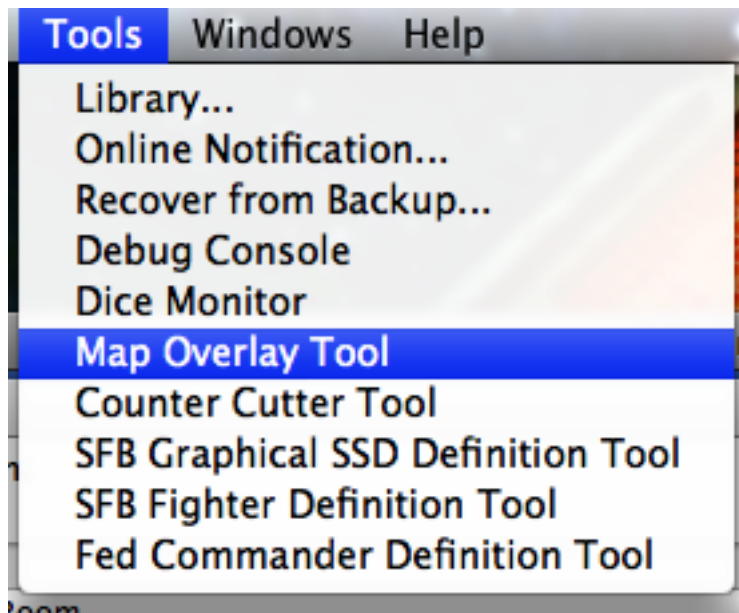 Tools Windows Help
Library...
Online Notification...
Recover from Backup...
Debug Console
Dice Monitor
Map Overlay Tool
Counter Cutter Tool
SFB Graphical SSD Definition Tool
SFB Fighter Definition Tool
Fed Commander Definition Tool